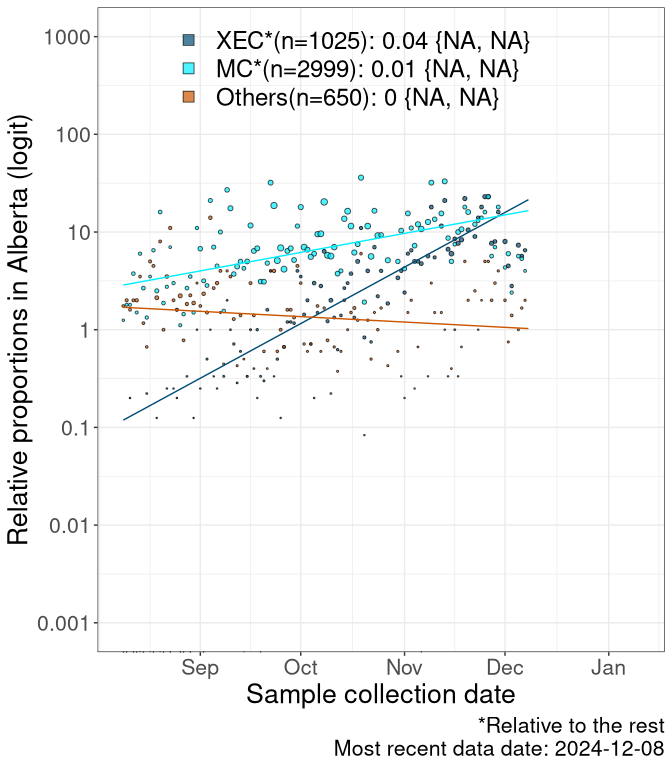 XEC*(n=1025): 0.04 {NA, NA}
MC*(n=2999): 0.01 {NA, NA}
Others(n=650): 0 {NA, NA}
Relative proportions in Alberta (logit)
1000
100
10
1
0.1
0.01
0.001
Sep Oct Nov Dec Jan
Sample collection date
*Relative to the rest
Most recent data date: 2024-12-08